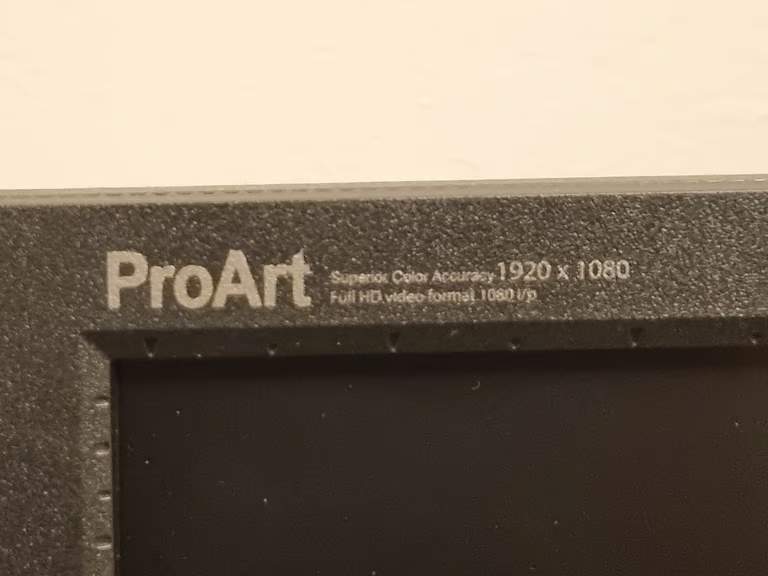 ProArt
Superior Color Accuracy 1920 x 1080
Full HD video format 1080 i/p